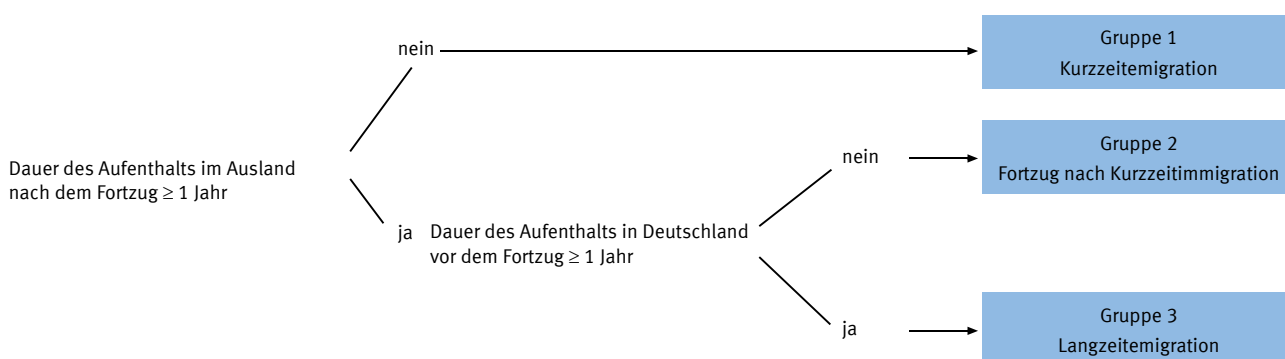 nein
Gruppe 1
Kurzzeitemigration
Dauer des Aufenthalts im Ausland
nach dem Fortzug ≥ 1 Jahr
nein
Gruppe 2
Fortzug nach Kurzzeitimmigration
ja
Dauer des Aufenthalts in Deutschland
vor dem Fortzug ≥ 1 Jahr
ja
Gruppe 3
Langzeitemigration